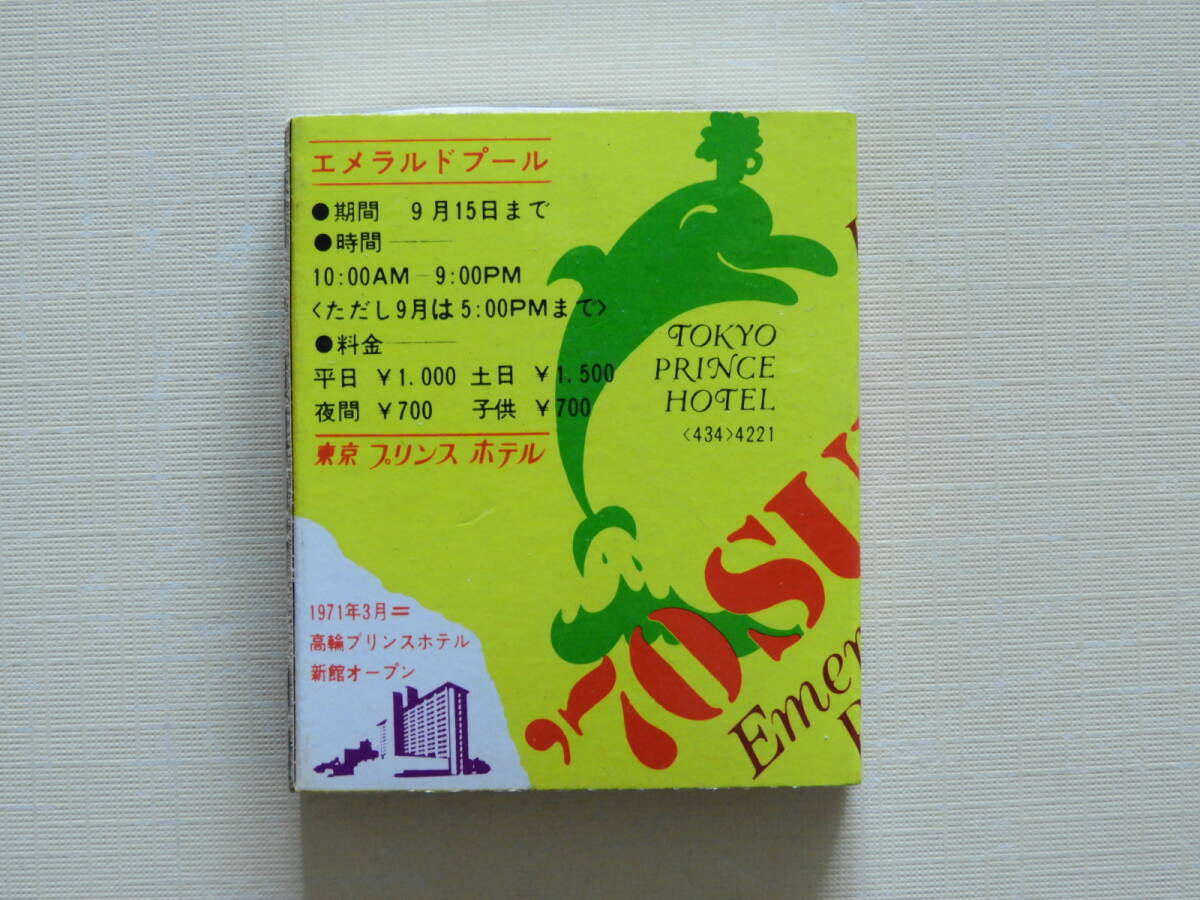 エメラルドプール
●期間 9月15日まで
●時間
10:00AM―9:00PM
〈ただし9月は5:00PMまで〉
●料金
平日 ¥1.000 土日 ¥1.500
夜間 ¥700 子供 ¥700
東京 プリンス ホテル
TOKYO
PRINCE
HOTEL
〈434〉4221
'70SU
Emer
1971年3月=
高輪プリンスホテル
新館オープン